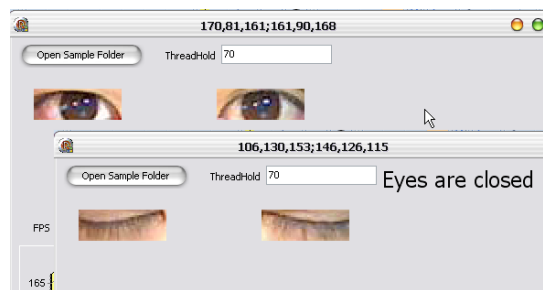 170,81,161;161,90,168
Open Sample Folder ThreadHold 70
106,130,153;146,126,115
Open Sample Folder ThreadHold 70 Eyes are closed
FPS
165